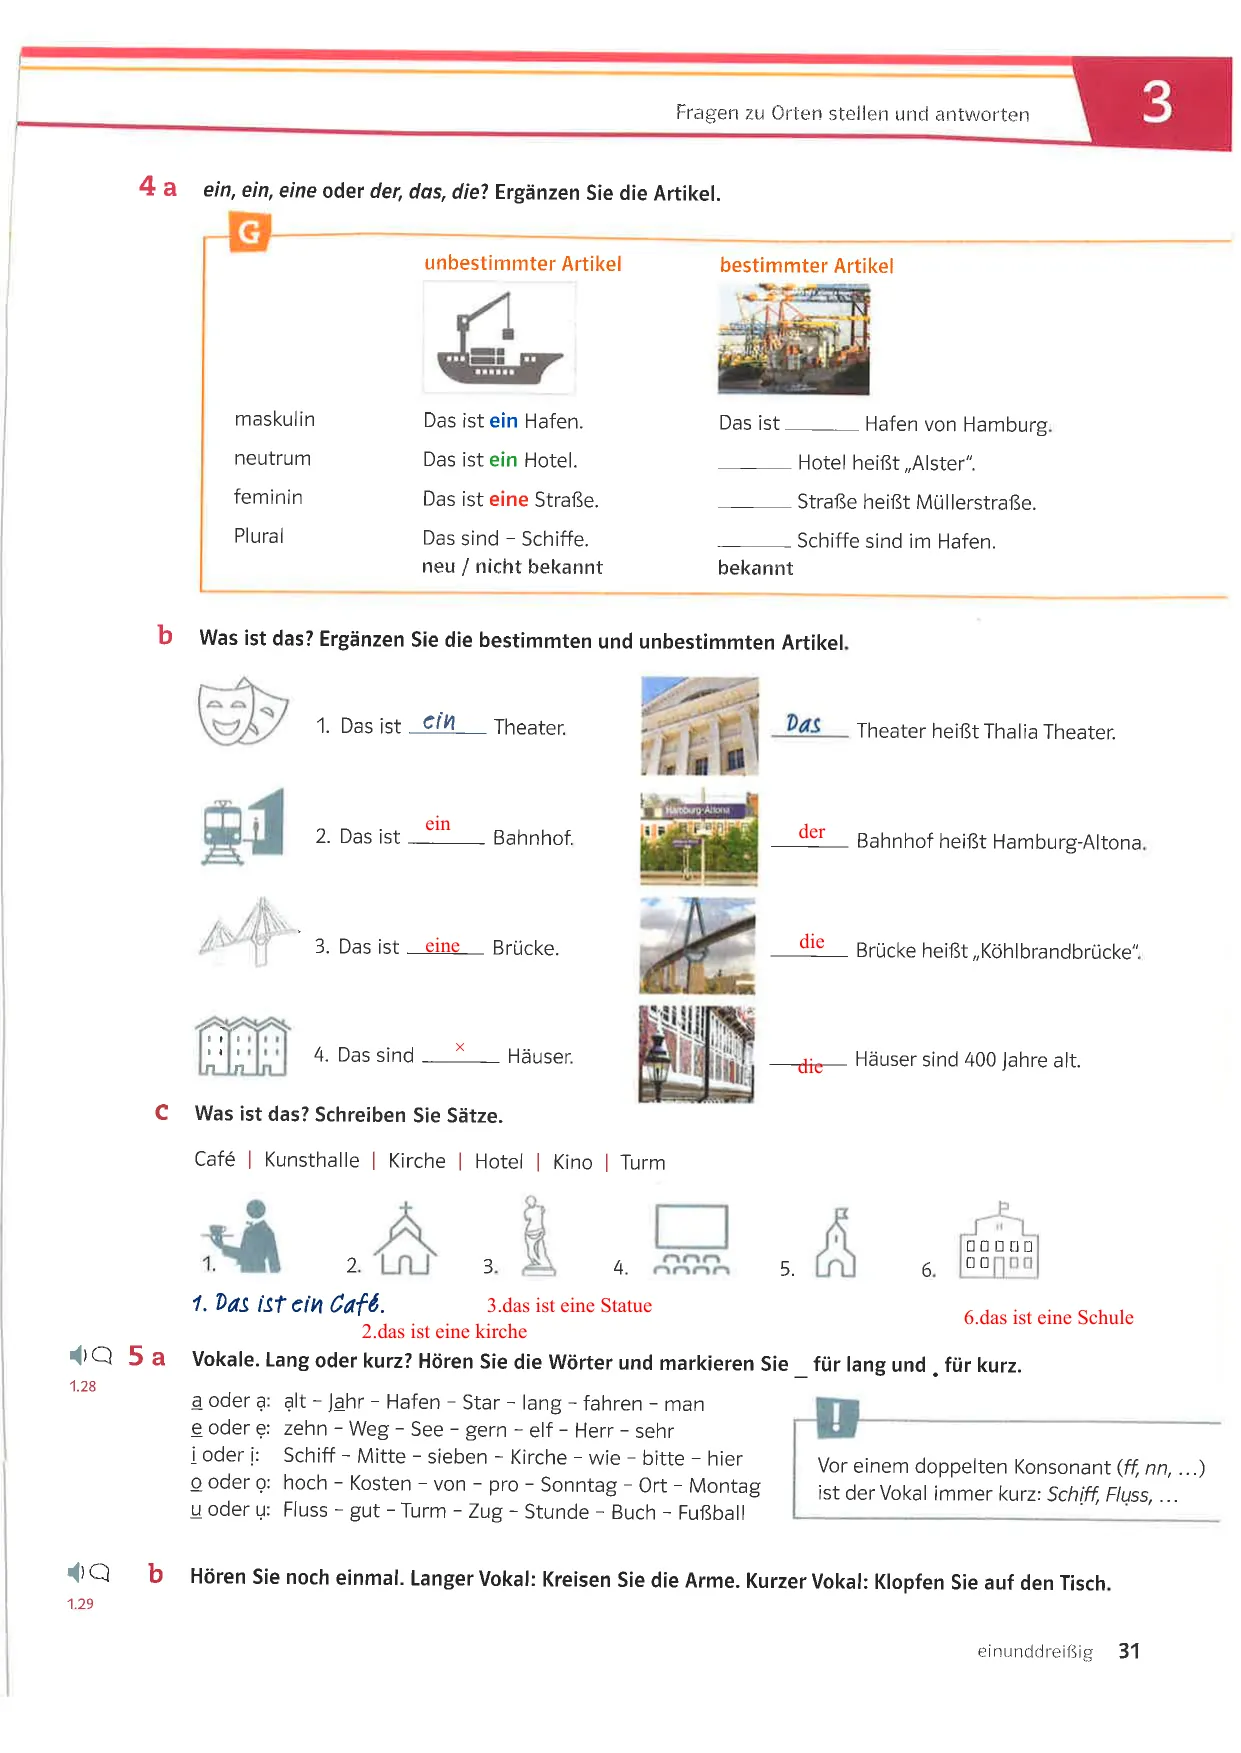 Fragen zu Orten stellen und antworten
3
4 a ein, ein, eine oder der, das, die? Ergänzen Sie die Artikel.
G
unbestimmter Artikel bestimmter Artikel
maskulin Das ist ein Hafen. Das ist ______ Hafen von Hamburg.
neutrum Das ist ein Hotel. ______ Hotel heißt „Alster“.
feminin Das ist eine Straße. ______ Straße heißt Müllerstraße.
Plural Das sind – Schiffe. ______ Schiffe sind im Hafen.
neu / nicht bekannt bekannt
b Was ist das? Ergänzen Sie die bestimmten und unbestimmten Artikel.
1. Das ist ein Theater. Das Theater heißt Thalia Theater.
Hamburg-Altona
2. Das ist ein Bahnhof. der Bahnhof heißt Hamburg-Altona.
3. Das ist eine Brücke. die Brücke heißt „Köhlbrandbrücke“.
4. Das sind x Häuser. die Häuser sind 400 Jahre alt.
c Was ist das? Schreiben Sie Sätze.
Café | Kunsthalle | Kirche | Hotel | Kino | Turm
1. 2. 3. 4. 5. 6.
1. Das ist ein Café. 3.das ist eine Statue
6.das ist eine Schule
2.das ist eine kirche
5 a Vokale. Lang oder kurz? Hören Sie die Wörter und markieren Sie _ für lang und . für kurz.
1.28
a̲ oder ạ: ạlt – Ja̲hr – Hafen – Star – lang – fahren – man
e̲ oder ẹ: zehn – Weg – See – gern – elf – Herr – sehr
i̲ oder ị: Schiff – Mitte – sieben – Kirche – wie – bitte – hier
o̲ oder ọ: hoch – Kosten – von – pro – Sonntag – Ort – Montag
u̲ oder ụ: Fluss – gut – Turm – Zug – Stunde – Buch – Fußball
!
Vor einem doppelten Konsonant (ff, nn, ...)
ist der Vokal immer kurz: Schịff, Flụss, ...
b Hören Sie noch einmal. Langer Vokal: Kreisen Sie die Arme. Kurzer Vokal: Klopfen Sie auf den Tisch.
1.29
einunddreißig 31